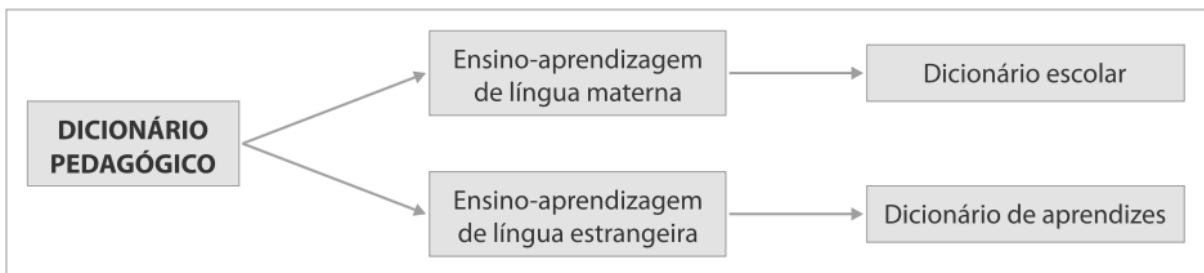 DICIONÁRIO
PEDAGÓGICO
Ensino-aprendizagem
de língua materna
Dicionário escolar
Ensino-aprendizagem
de língua estrangeira
Dicionário de aprendizes